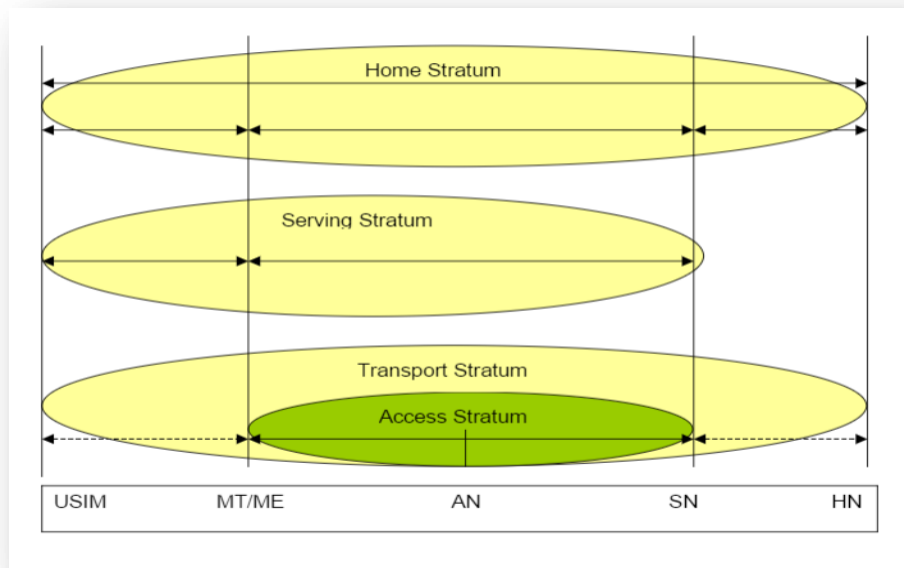 Home Stratum
Serving Stratum
Transport Stratum
Access Stratum
USIM MT/ME AN SN HN